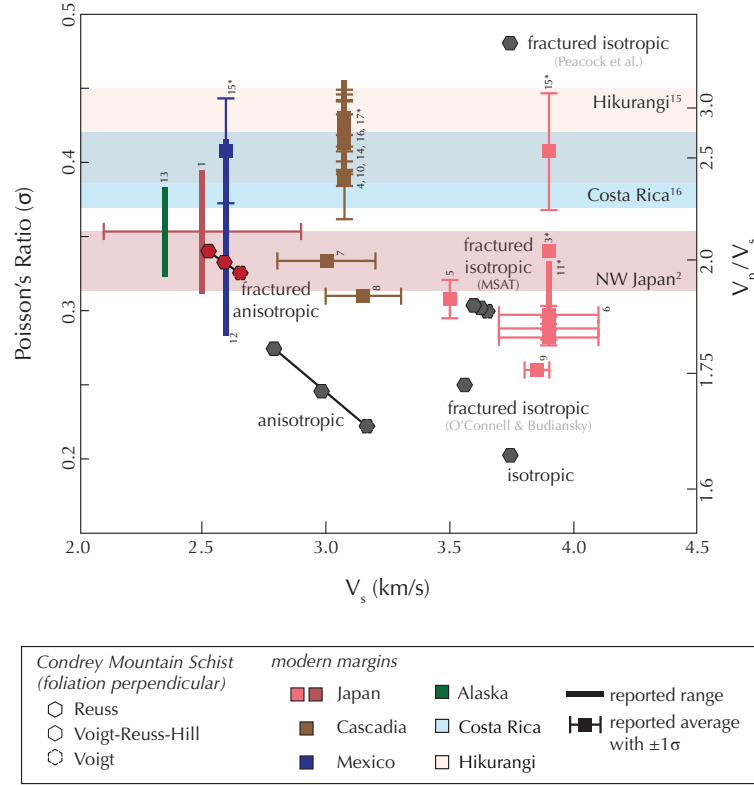 0.5
fractured isotropic
(Peacock et al.)
15*
15*
Hikurangi¹⁵
3.0
4, 10, 14, 16, 17*
2.5
0.4
13
1
Costa Rica¹⁶
3*
7
fractured
isotropic
(MSAT)
2.0
11*
NW Japan²
fractured
anisotropic
8
5
6
0.3
12
9
1.75
anisotropic
fractured isotropic
(O'Connell & Budiansky)
0.2
isotropic
1.6
Poisson's Ratio (σ)
Vp/Vs
2.0 2.5 3.0 3.5 4.0 4.5
Vs (km/s)
Condrey Mountain Schist
(foliation perpendicular)
Reuss
Voigt-Reuss-Hill
Voigt
modern margins
Japan
Cascadia
Mexico
Alaska
Costa Rica
Hikurangi
reported range
reported average
with ±1σ